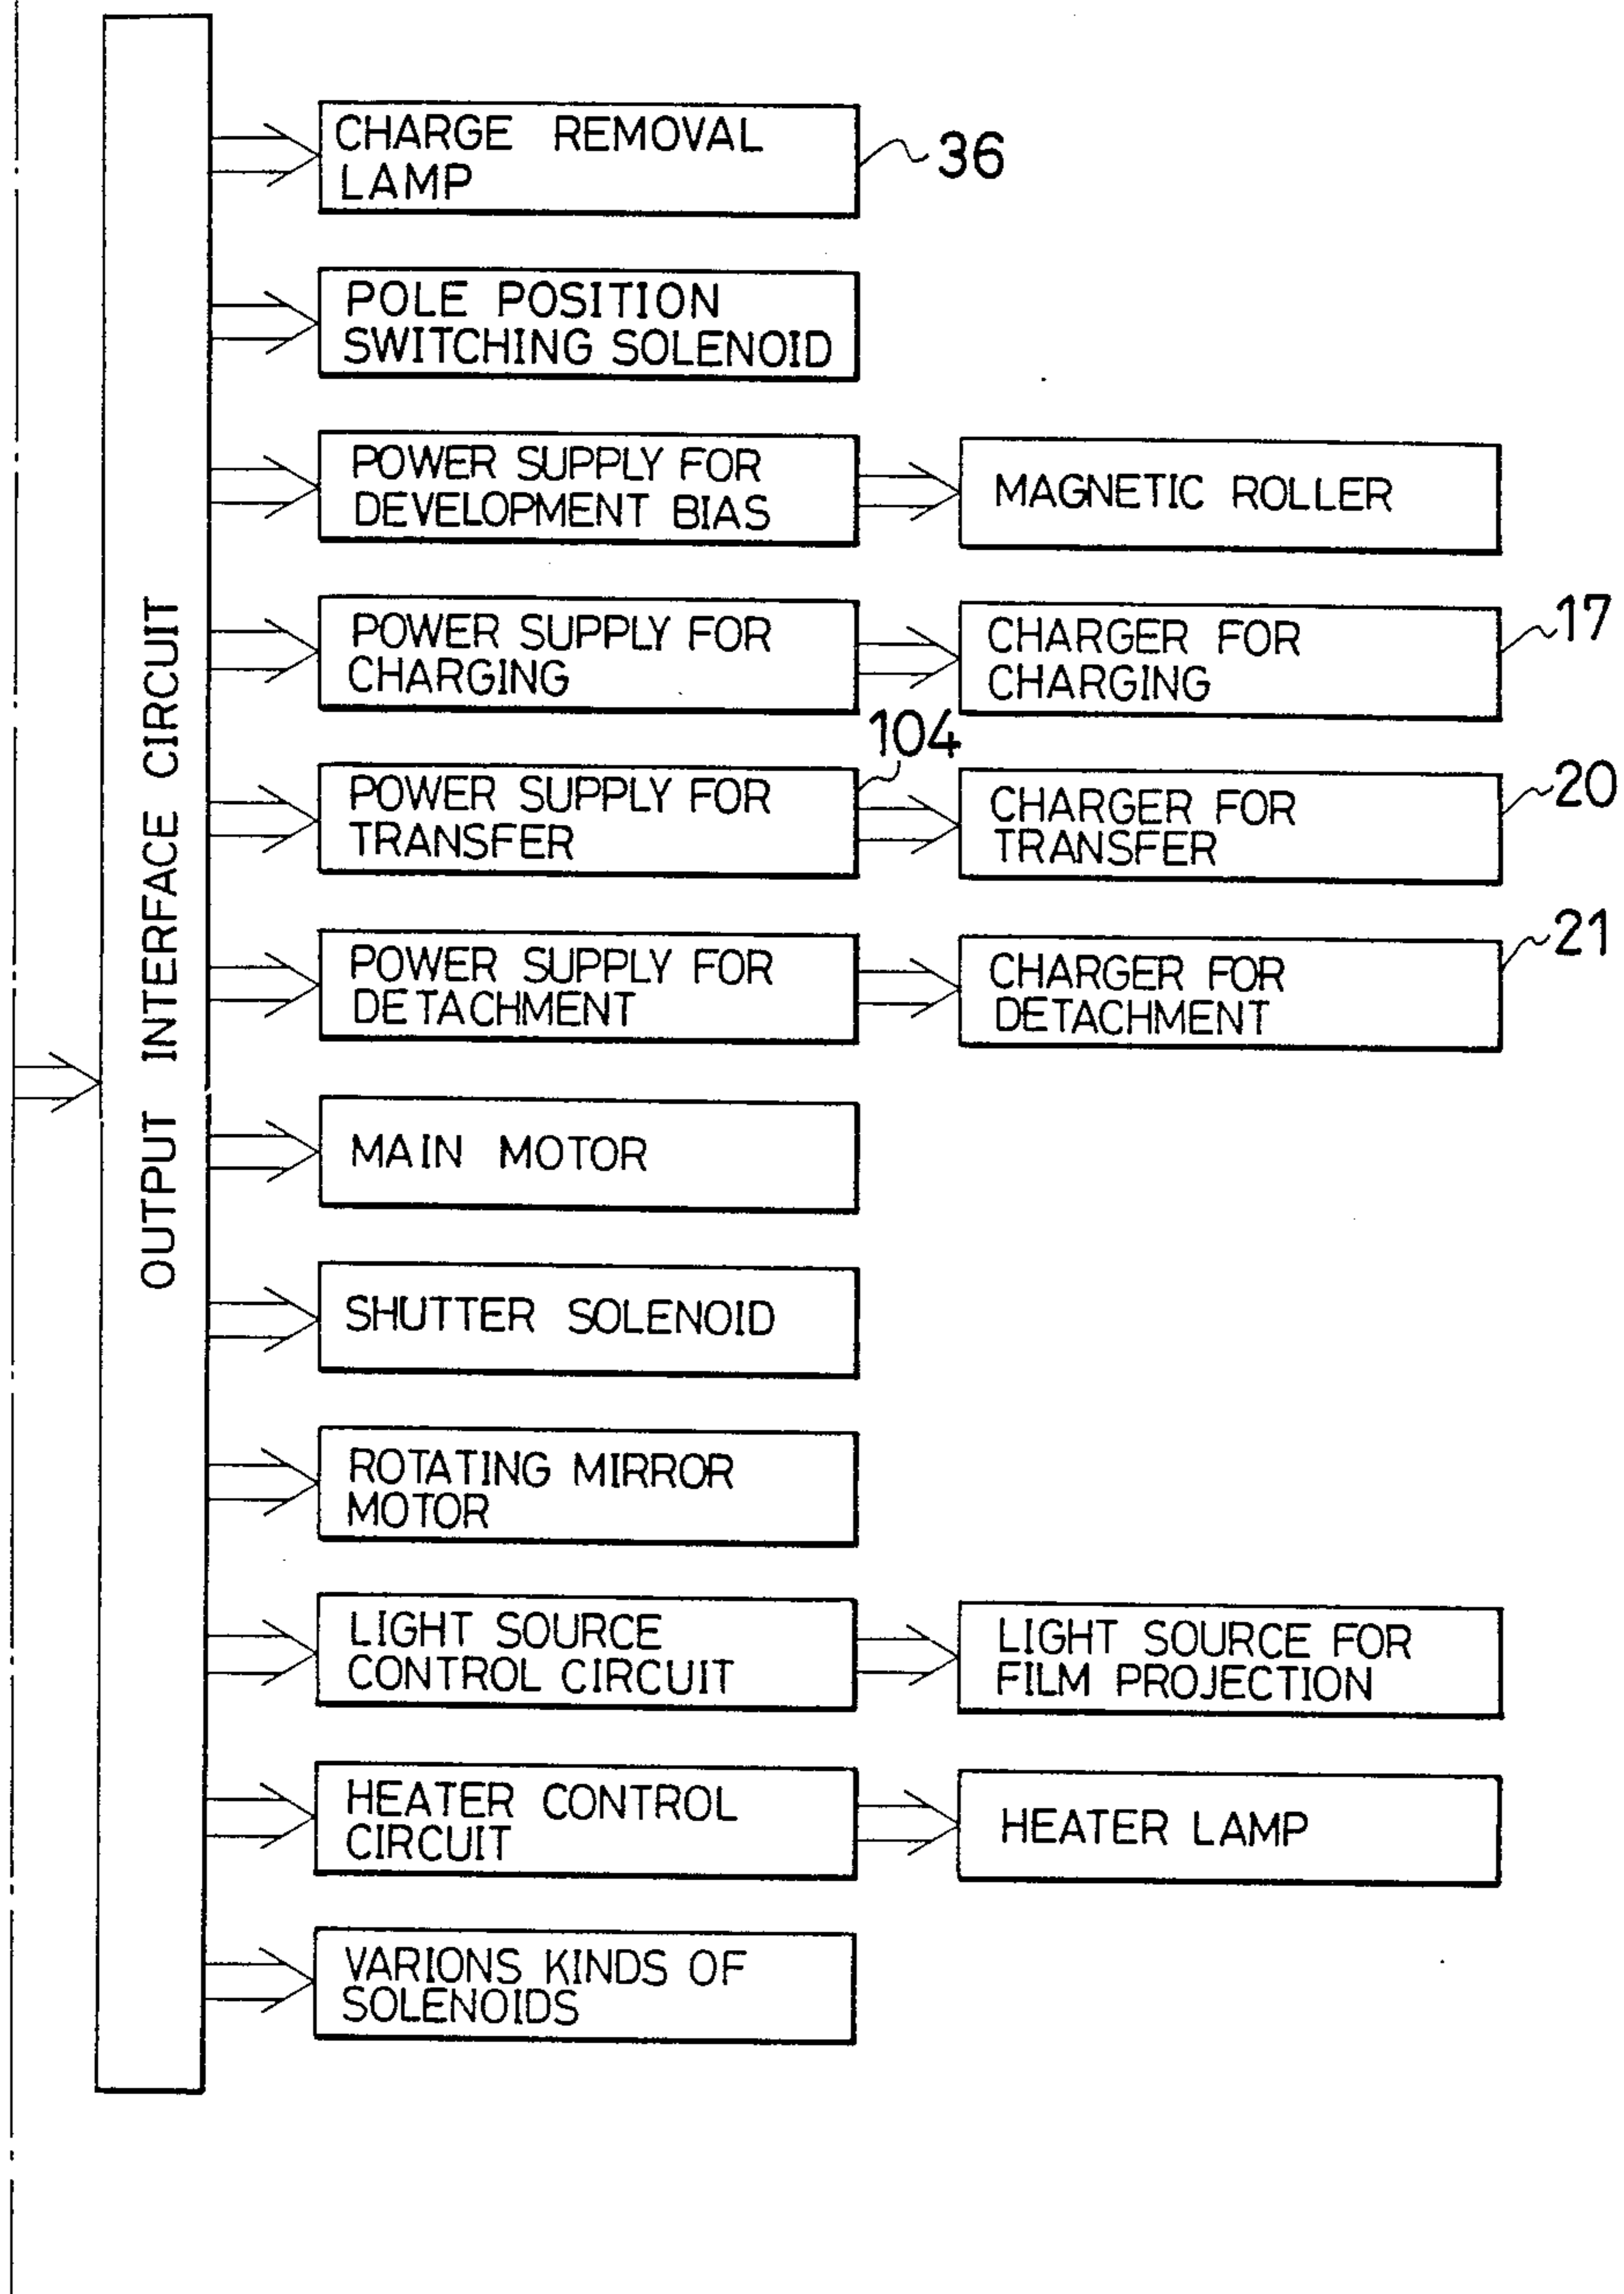 OUTPUT INTERFACE CIRCUIT
CHARGE REMOVAL
LAMP
36
POLE POSITION
SWITCHING SOLENOID
POWER SUPPLY FOR
DEVELOPMENT BIAS
MAGNETIC ROLLER
POWER SUPPLY FOR
CHARGING
CHARGER FOR
CHARGING
17
POWER SUPPLY FOR
TRANSFER
104
CHARGER FOR
TRANSFER
20
POWER SUPPLY FOR
DETACHMENT
CHARGER FOR
DETACHMENT
21
MAIN MOTOR
SHUTTER SOLENOID
ROTATING MIRROR
MOTOR
LIGHT SOURCE
CONTROL CIRCUIT
LIGHT SOURCE FOR
FILM PROJECTION
HEATER CONTROL
CIRCUIT
HEATER LAMP
VARIONS KINDS OF
SOLENOIDS